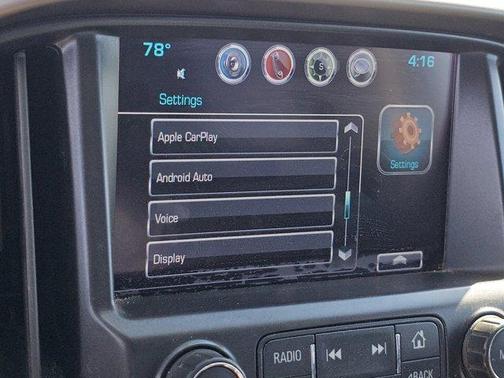 78° 4:16
Settings
Apple CarPlay
Android Auto
Settings
Voice
Display
RADIO
BACK